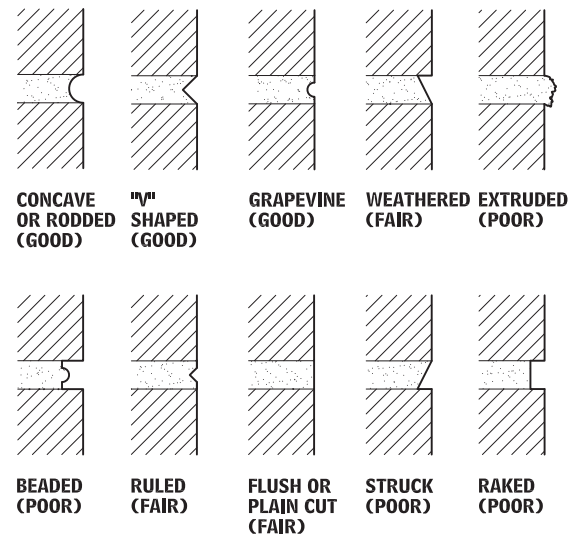 CONCAVE
OR RODDED
(GOOD)
"V"
SHAPED
(GOOD)
GRAPEVINE
(GOOD)
WEATHERED
(FAIR)
EXTRUDED
(POOR)
BEADED
(POOR)
RULED
(FAIR)
FLUSH OR
PLAIN CUT
(FAIR)
STRUCK
(POOR)
RAKED
(POOR)